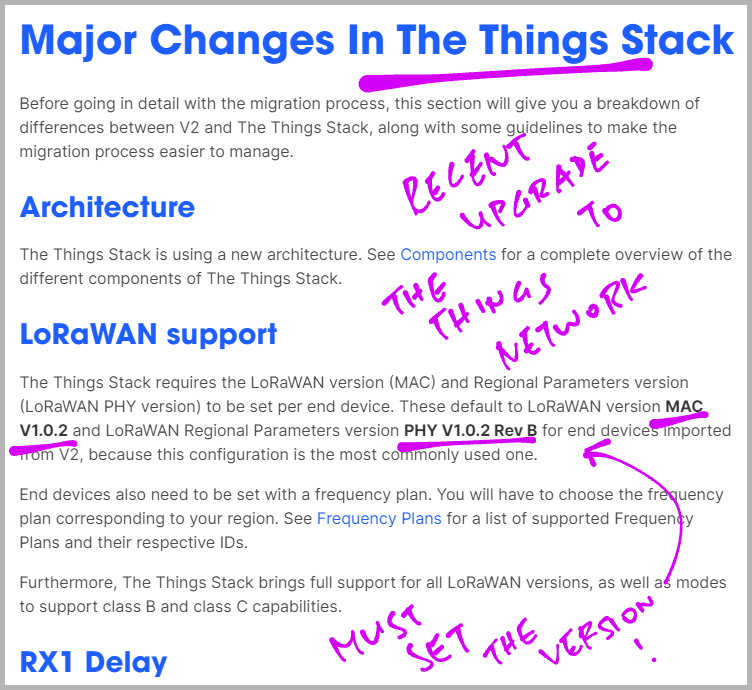 Major Changes In The Things Stack
Before going in detail with the migration process, this section will give you a breakdown of
differences between V2 and The Things Stack, along with some guidelines to make the
migration process easier to manage.
RECENT
UPGRADE
TO
Architecture
The Things Stack is using a new architecture. See Components for a complete overview of the
different components of The Things Stack.
THE
THINGS
NETWORK
LoRaWAN support
The Things Stack requires the LoRaWAN version (MAC) and Regional Parameters version
(LoRaWAN PHY version) to be set per end device. These default to LoRaWAN version MAC
V1.0.2 and LoRaWAN Regional Parameters version PHY V1.0.2 Rev B for end devices imported
from V2, because this configuration is the most commonly used one.
End devices also need to be set with a frequency plan. You will have to choose the frequency
plan corresponding to your region. See Frequency Plans for a list of supported Frequency
Plans and their respective IDs.
Furthermore, The Things Stack brings full support for all LoRaWAN versions, as well as modes
to support class B and class C capabilities.
MUST SET THE VERSION!
RX1 Delay